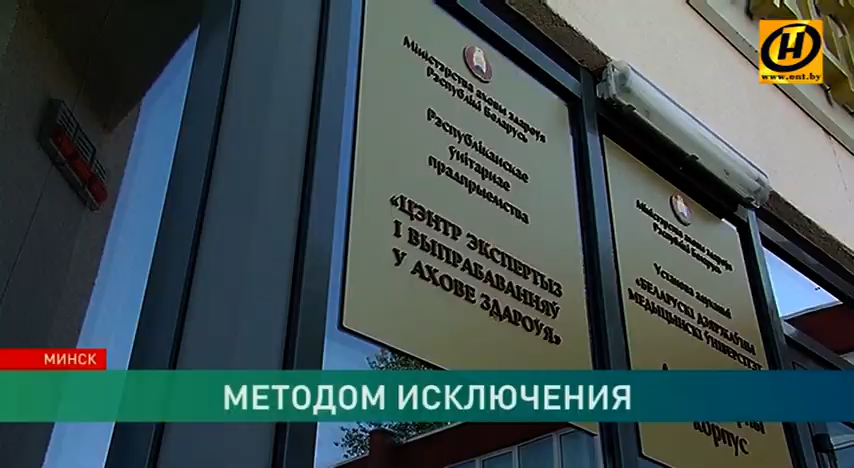 Міністэрства аховы здароўя
Рэспублікі Беларусь
Рэспубліканскае
ўнітарнае
прадпрыемства
«ЦЭНТР ЭКСПЕРТЫЗ
І ВЫПРАБАВАННЯЎ
У АХОВЕ ЗДАРОЎЯ»
Міністэрства аховы здароўя
Рэспублікі Беларусь
Установа адукацыі
«БЕЛАРУСКІ ДЗЯРЖАЎНЫ
МЕДЫЦЫНСКІ ЎНІВЕРСІТЭТ
корпус
Н
www.ont.by
МИНСК
МЕТОДОМ ИСКЛЮЧЕНИЯ